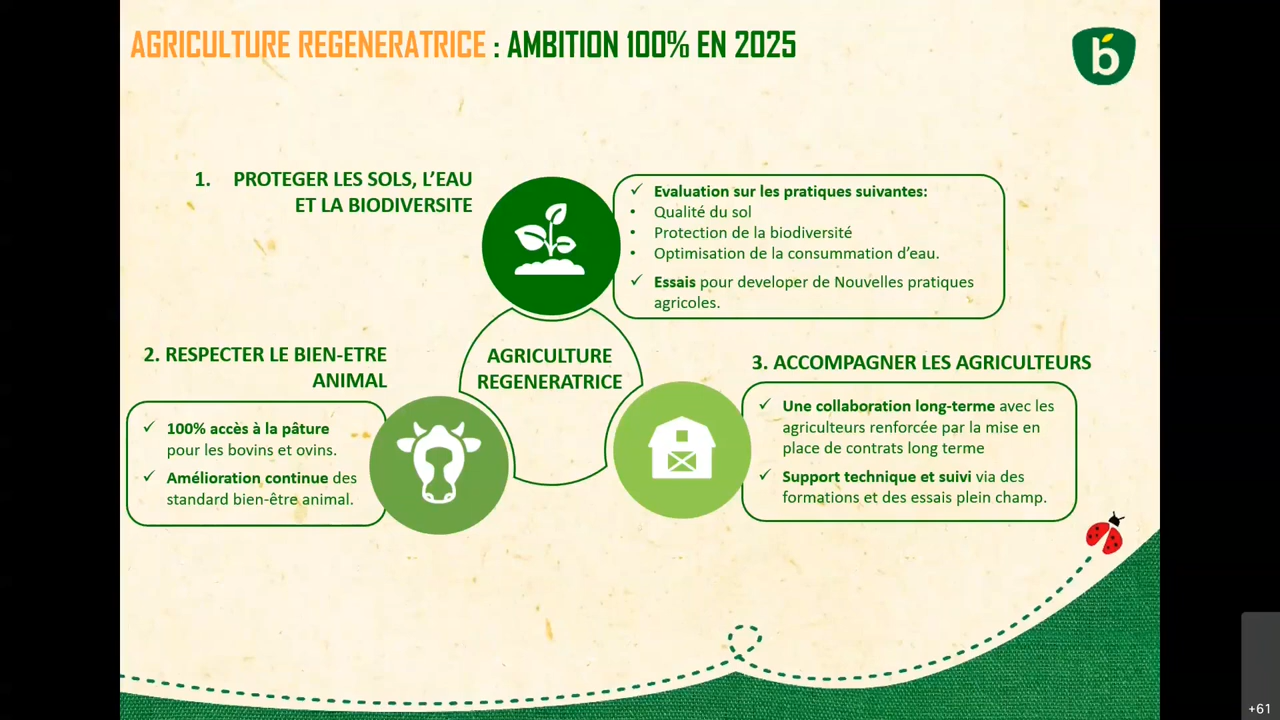 AGRICULTURE REGENERATRICE : AMBITION 100% EN 2025
b
1. PROTEGER LES SOLS, L’EAU
ET LA BIODIVERSITE
✓ Evaluation sur les pratiques suivantes:
• Qualité du sol
• Protection de la biodiversité
• Optimisation de la consummation d’eau.
✓ Essais pour developer de Nouvelles pratiques
agricoles.
AGRICULTURE
REGENERATRICE
2. RESPECTER LE BIEN-ETRE
ANIMAL
✓ 100% accès à la pâture
pour les bovins et ovins.
✓ Amélioration continue des
standard bien-être animal.
3. ACCOMPAGNER LES AGRICULTEURS
✓ Une collaboration long-terme avec les
agriculteurs renforcée par la mise en
place de contrats long terme
✓ Support technique et suivi via des
formations et des essais plein champ.
+61